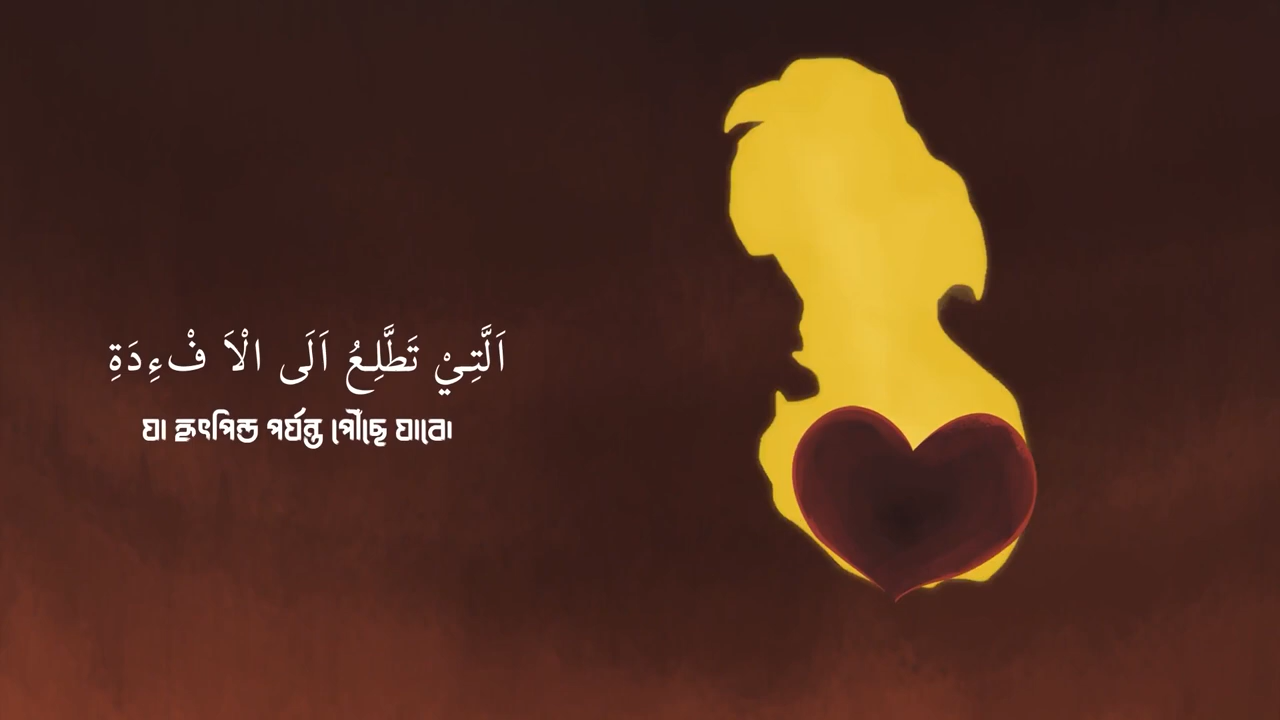 اَلَّتِيْ تَطَّلِعُ اَلَى الْاَ فْءِدَةِ
যা হৃৎপিন্ড পর্যন্ত পৌঁছে যাবে।